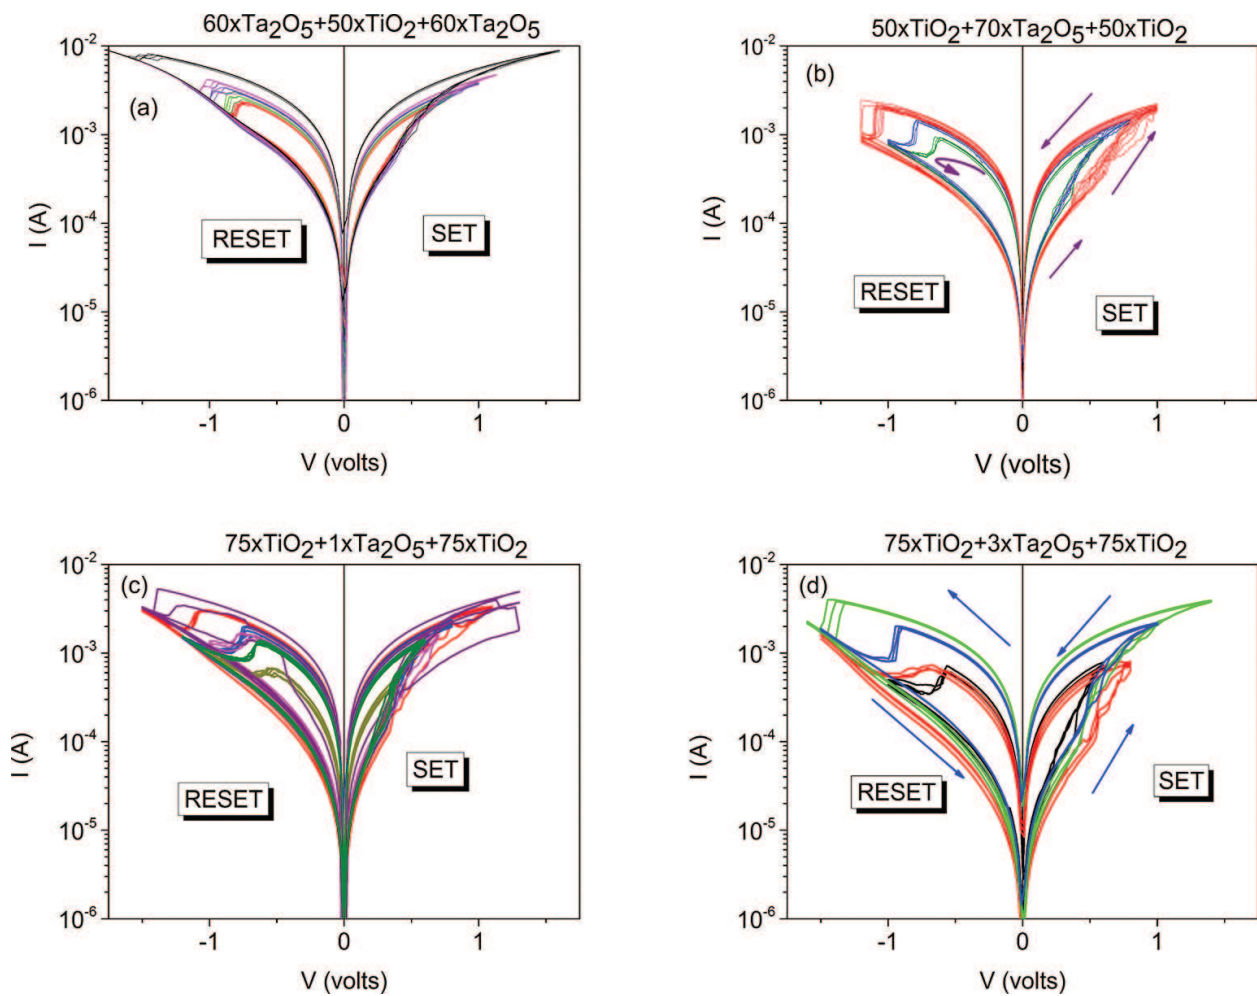 60xTa₂O₅+50xTiO₂+60xTa₂O₅
10⁻²
(a)
10⁻³
I (A)
10⁻⁴
RESET
SET
10⁻⁵
10⁻⁶
-1
0
1
V (volts)
50xTiO₂+70xTa₂O₅+50xTiO₂
10⁻²
(b)
10⁻³
I (A)
10⁻⁴
RESET
SET
10⁻⁵
10⁻⁶
-1
0
1
V (volts)
75xTiO₂+1xTa₂O₅+75xTiO₂
10⁻²
(c)
10⁻³
I (A)
10⁻⁴
RESET
SET
10⁻⁵
10⁻⁶
-1
0
1
V (volts)
75xTiO₂+3xTa₂O₅+75xTiO₂
10⁻²
(d)
10⁻³
I (A)
10⁻⁴
RESET
SET
10⁻⁵
10⁻⁶
-1
0
1
V (volts)